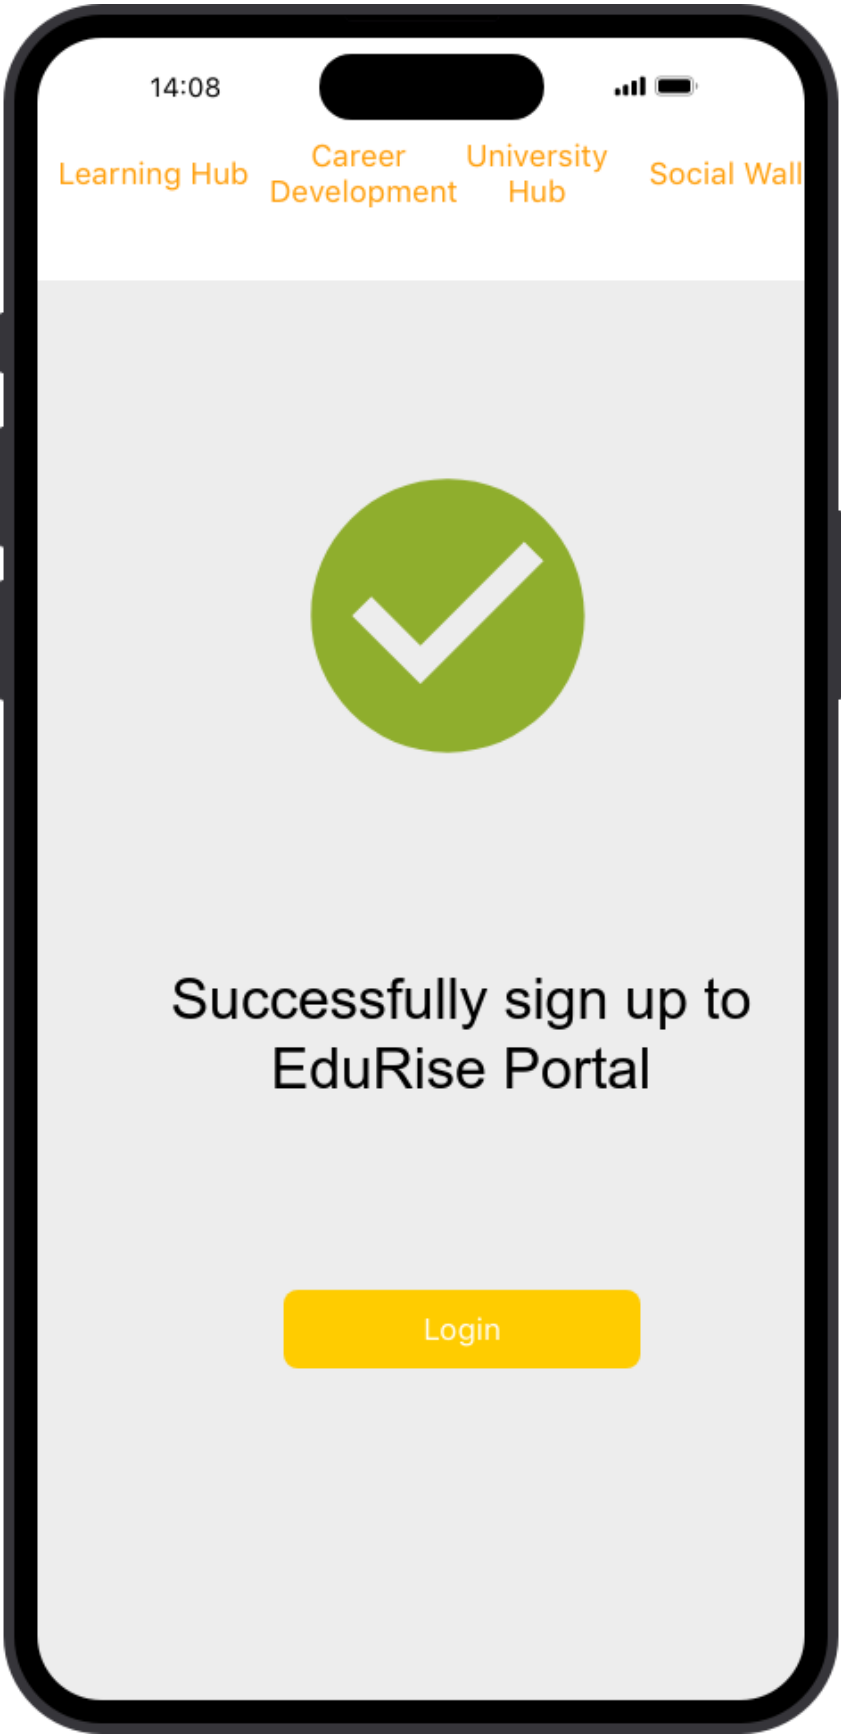 14:08
Learning Hub
Career
Development
University
Hub
Social Wall
Successfully sign up to
EduRise Portal
Login